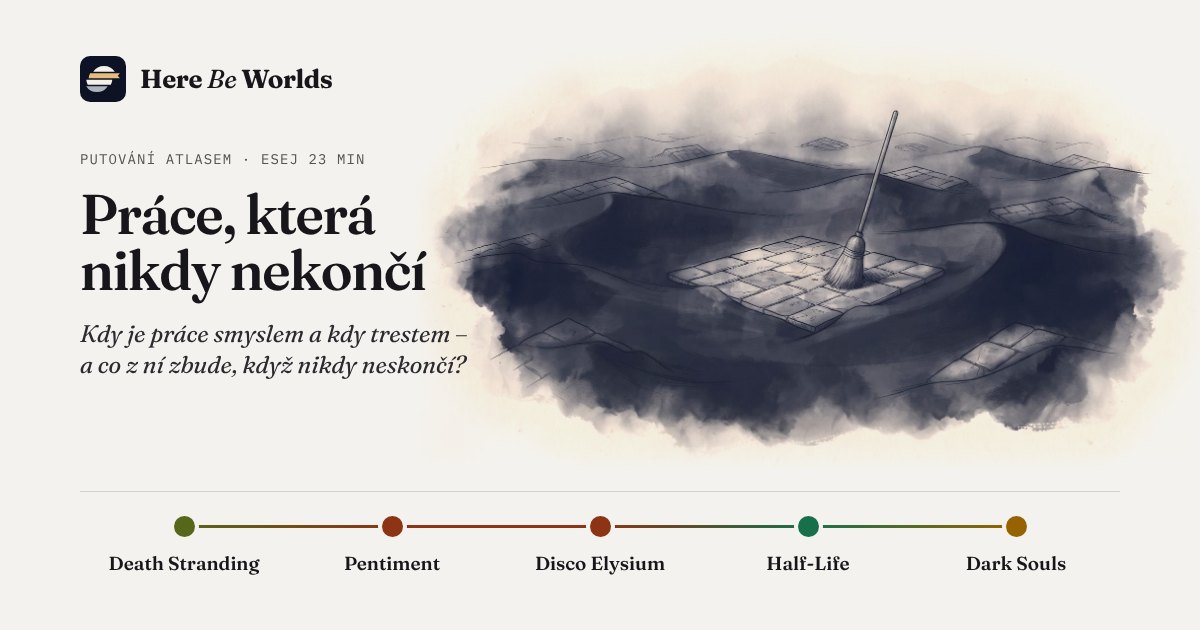 Here Be Worlds
PUTOVÁNÍ ATLASEM · ESEJ 23 MIN
Práce, která
nikdy nekončí
Kdy je práce smyslem a kdy trestem –
a co z ní zbude, když nikdy neskončí?
Death Stranding
Pentiment
Disco Elysium
Half-Life
Dark Souls